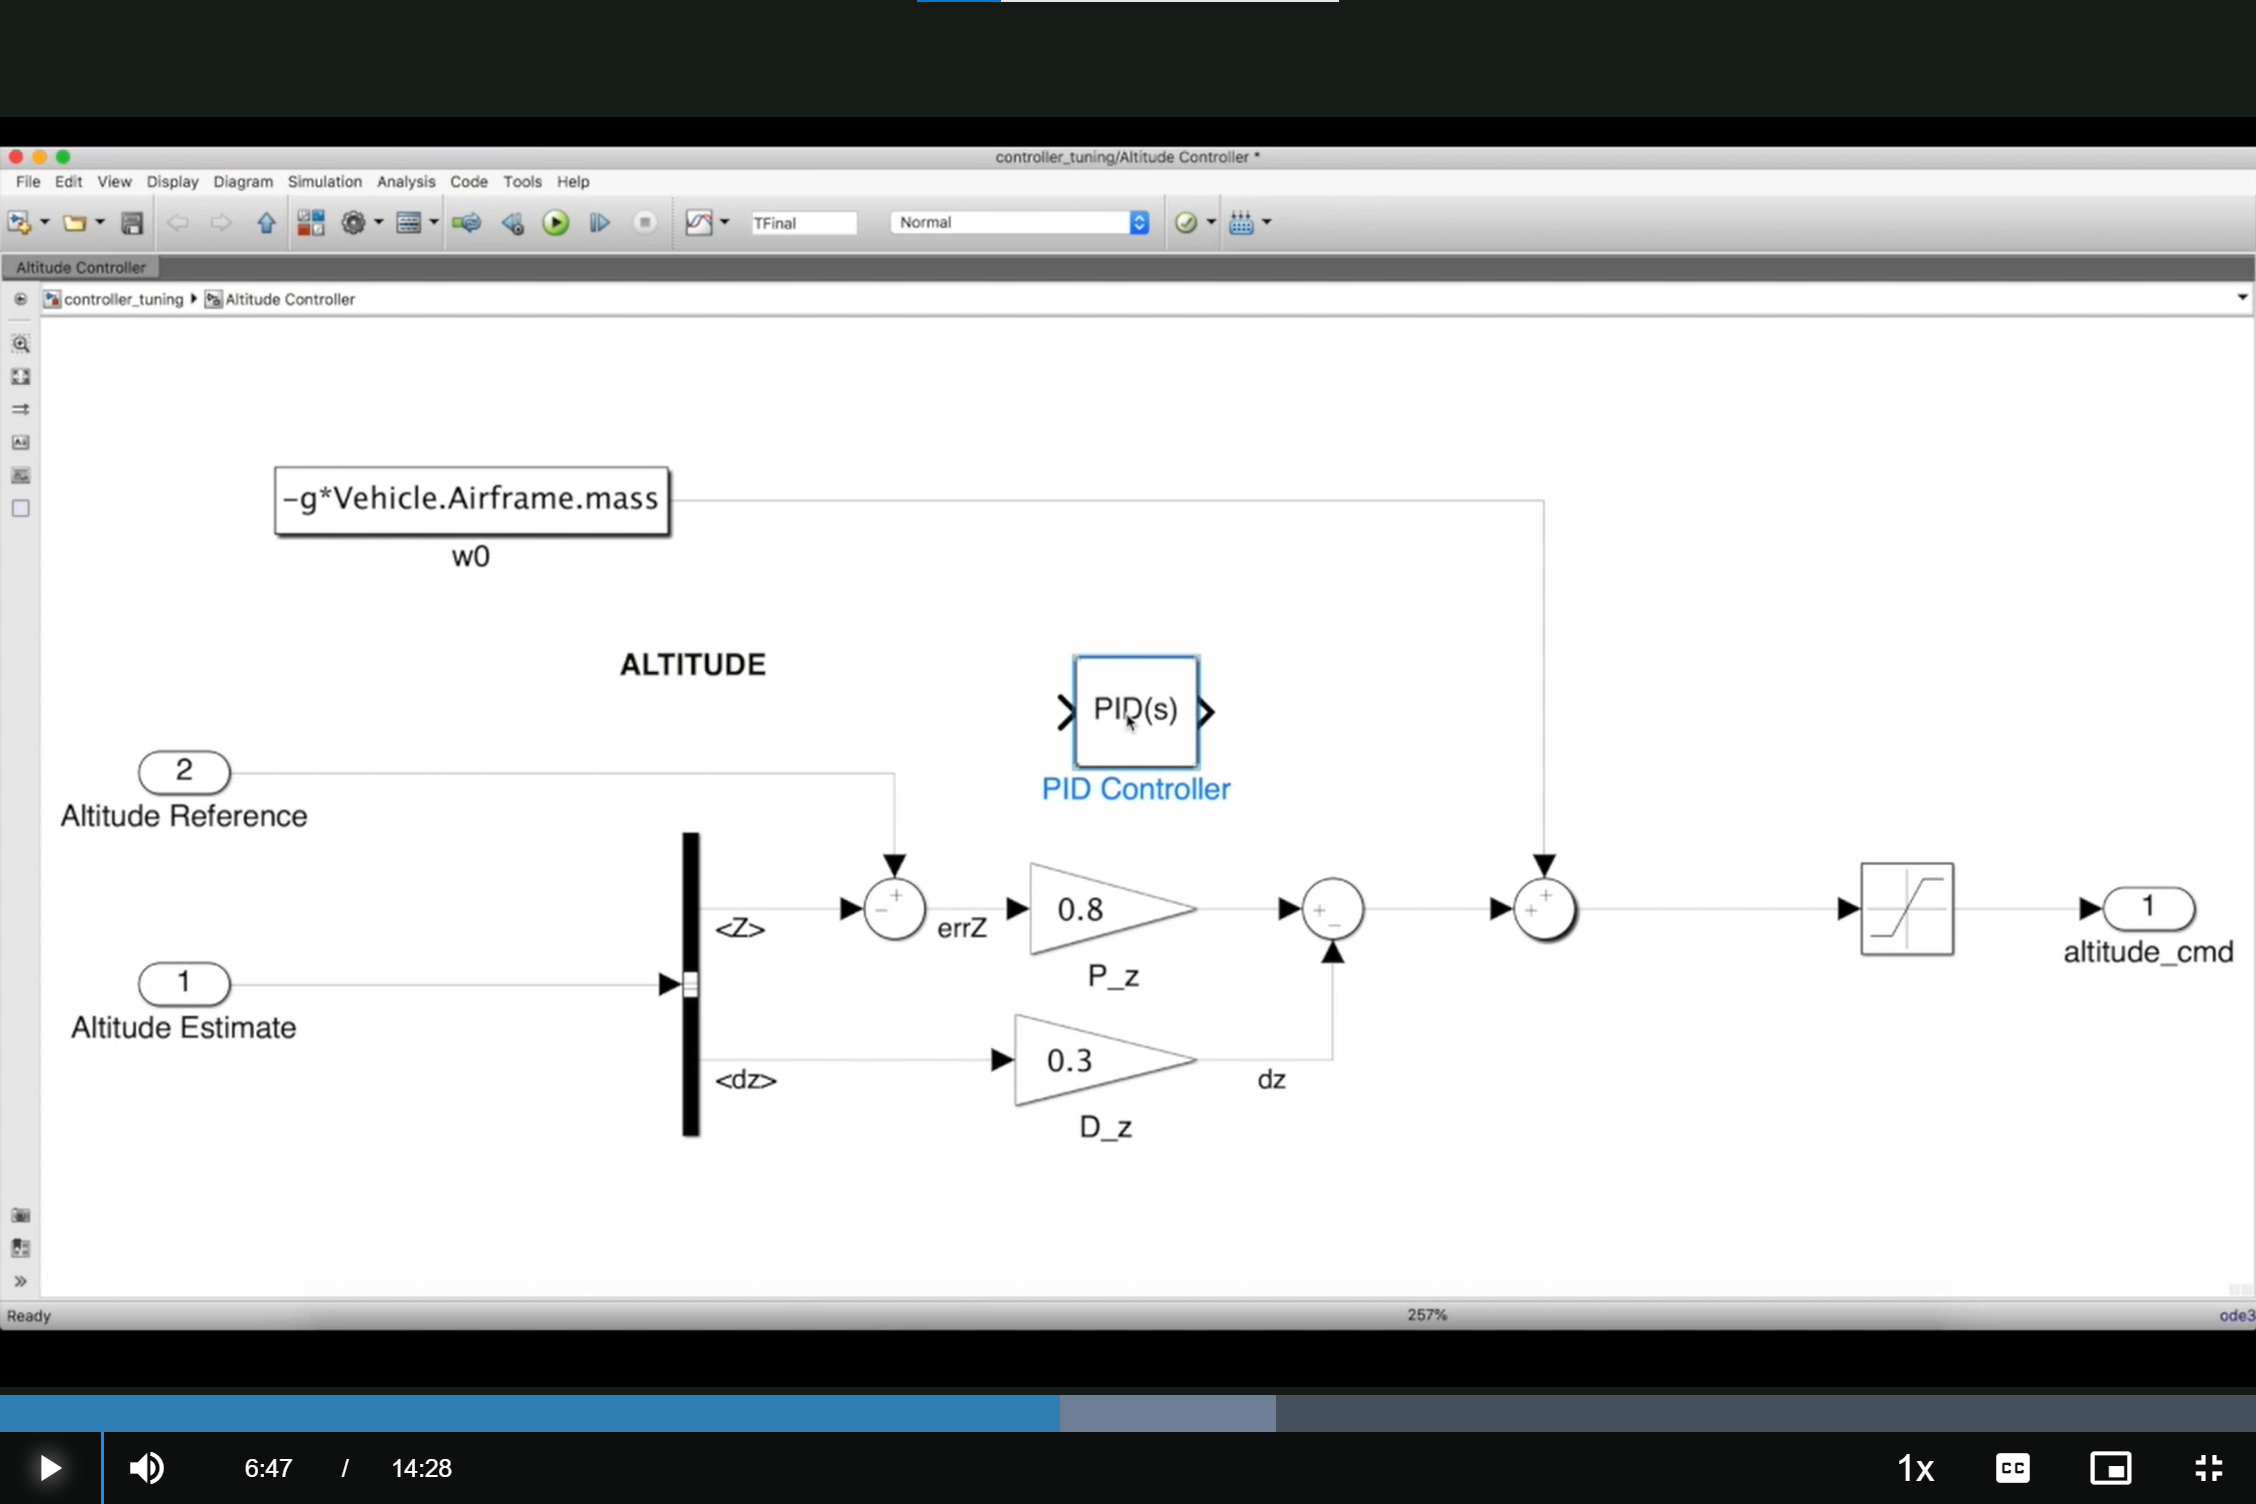 controller_tuning/Altitude Controller *
File Edit View Display Diagram Simulation Analysis Code Tools Help
TFinal Normal
Altitude Controller
controller_tuning Altitude Controller
-g*Vehicle.Airframe.mass
w0
ALTITUDE
PID(s)
PID Controller
2
Altitude Reference
<Z>
errZ
0.8
P_z
1
altitude_cmd
1
Altitude Estimate
<dz>
0.3
dz
D_z
Ready 257% ode3
6:47 / 14:28 1x CC